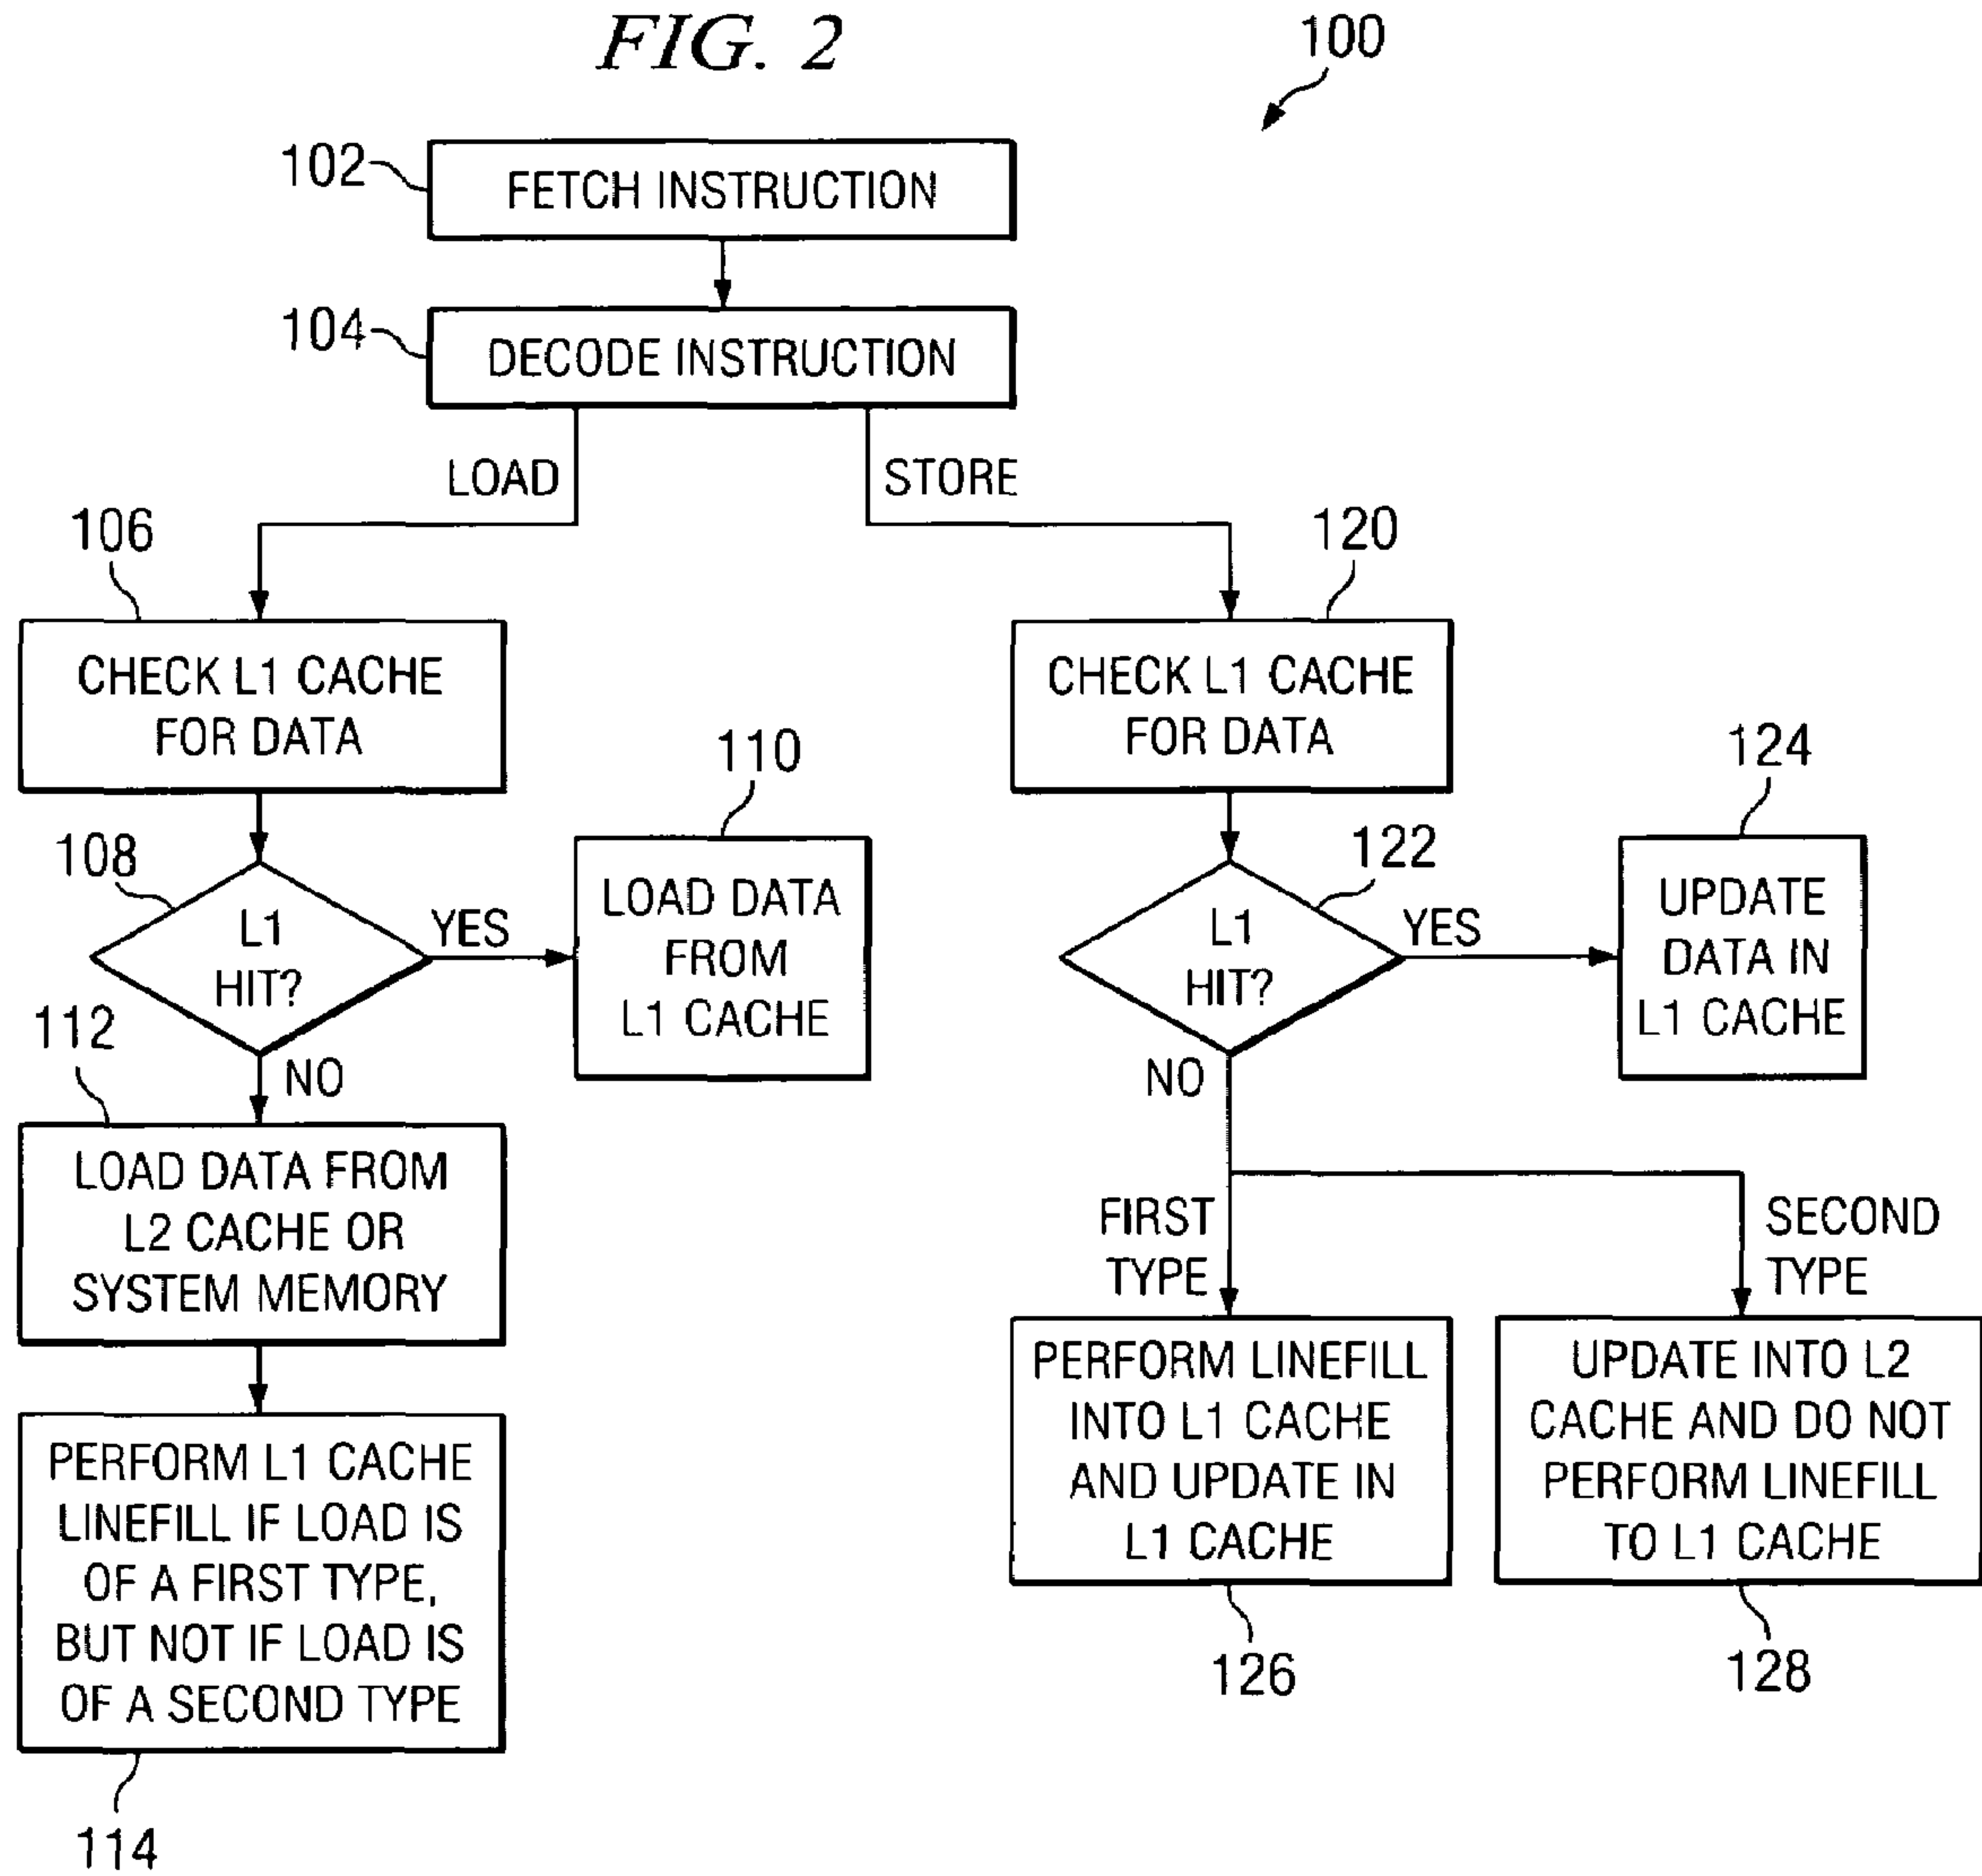 FIG. 2
100
102
FETCH INSTRUCTION
104
DECODE INSTRUCTION
LOAD
STORE
106
CHECK L1 CACHE
FOR DATA
108
L1
HIT?
YES
110
LOAD DATA
FROM
L1 CACHE
NO
112
LOAD DATA FROM
L2 CACHE OR
SYSTEM MEMORY
PERFORM L1 CACHE
LINEFILL IF LOAD IS
OF A FIRST TYPE,
BUT NOT IF LOAD IS
OF A SECOND TYPE
114
120
CHECK L1 CACHE
FOR DATA
122
L1
HIT?
YES
124
UPDATE
DATA IN
L1 CACHE
NO
FIRST
TYPE
SECOND
TYPE
PERFORM LINEFILL
INTO L1 CACHE
AND UPDATE IN
L1 CACHE
126
UPDATE INTO L2
CACHE AND DO NOT
PERFORM LINEFILL
TO L1 CACHE
128